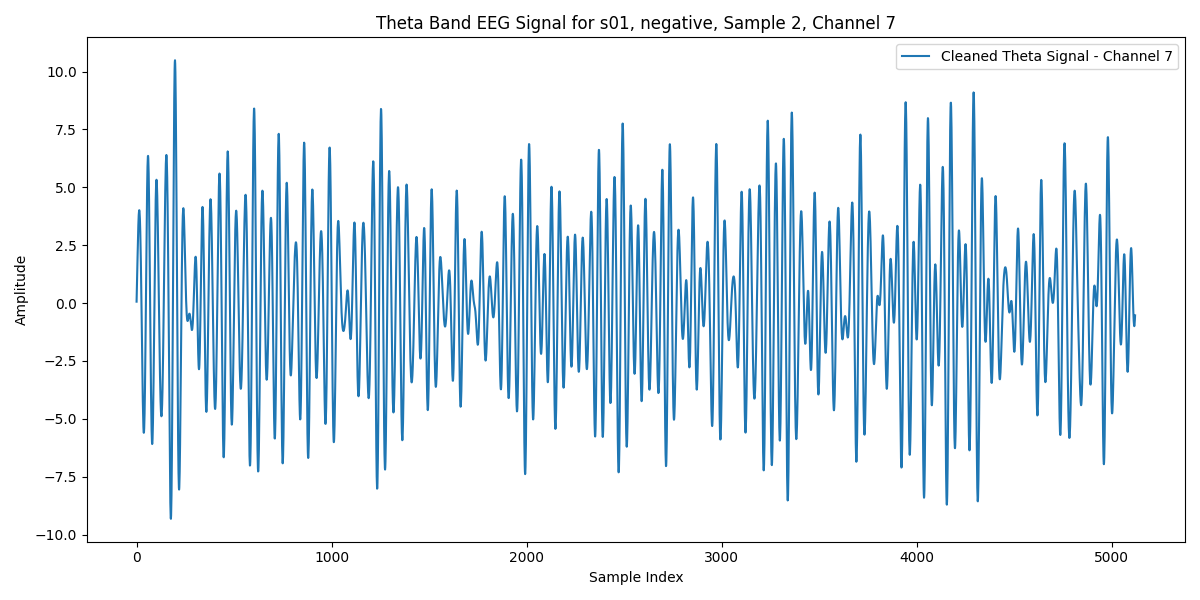 Theta Band EEG Signal for s01, negative, Sample 2, Channel 7
Cleaned Theta Signal - Channel 7
Amplitude
10.0
7.5
5.0
2.5
0.0
−2.5
−5.0
−7.5
−10.0
0 1000 2000 3000 4000 5000
Sample Index